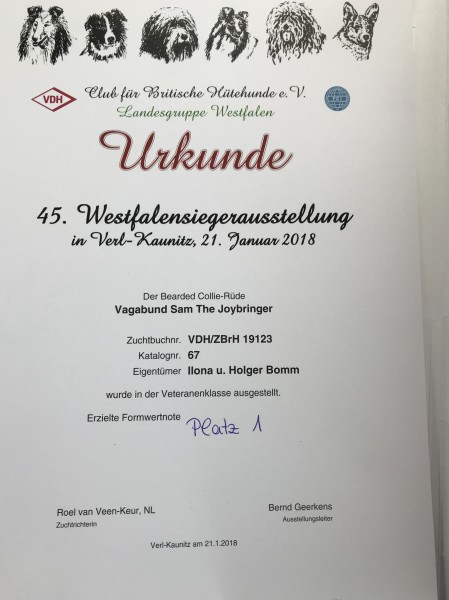 VDH
Club für Britische Hütehunde e.V.
Landesgruppe Westfalen
Urkunde
45. Westfalensiegerausstellung
in Verl-Kaunitz, 21. Januar 2018
Der Bearded Collie-Rüde
Vagabund Sam The Joybringer
Zuchtbuchnr. VDH/ZBrH 19123
Katalognr. 67
Eigentümer Ilona u. Holger Bomm
wurde in der Veteranenklasse ausgestellt.
Erzielte Formwertnote Platz 1
Roel van Veen-Keur, NL
Zuchtrichterin
Bernd Geerkens
Ausstellungsleiter
Verl-Kaunitz am 21.1.2018